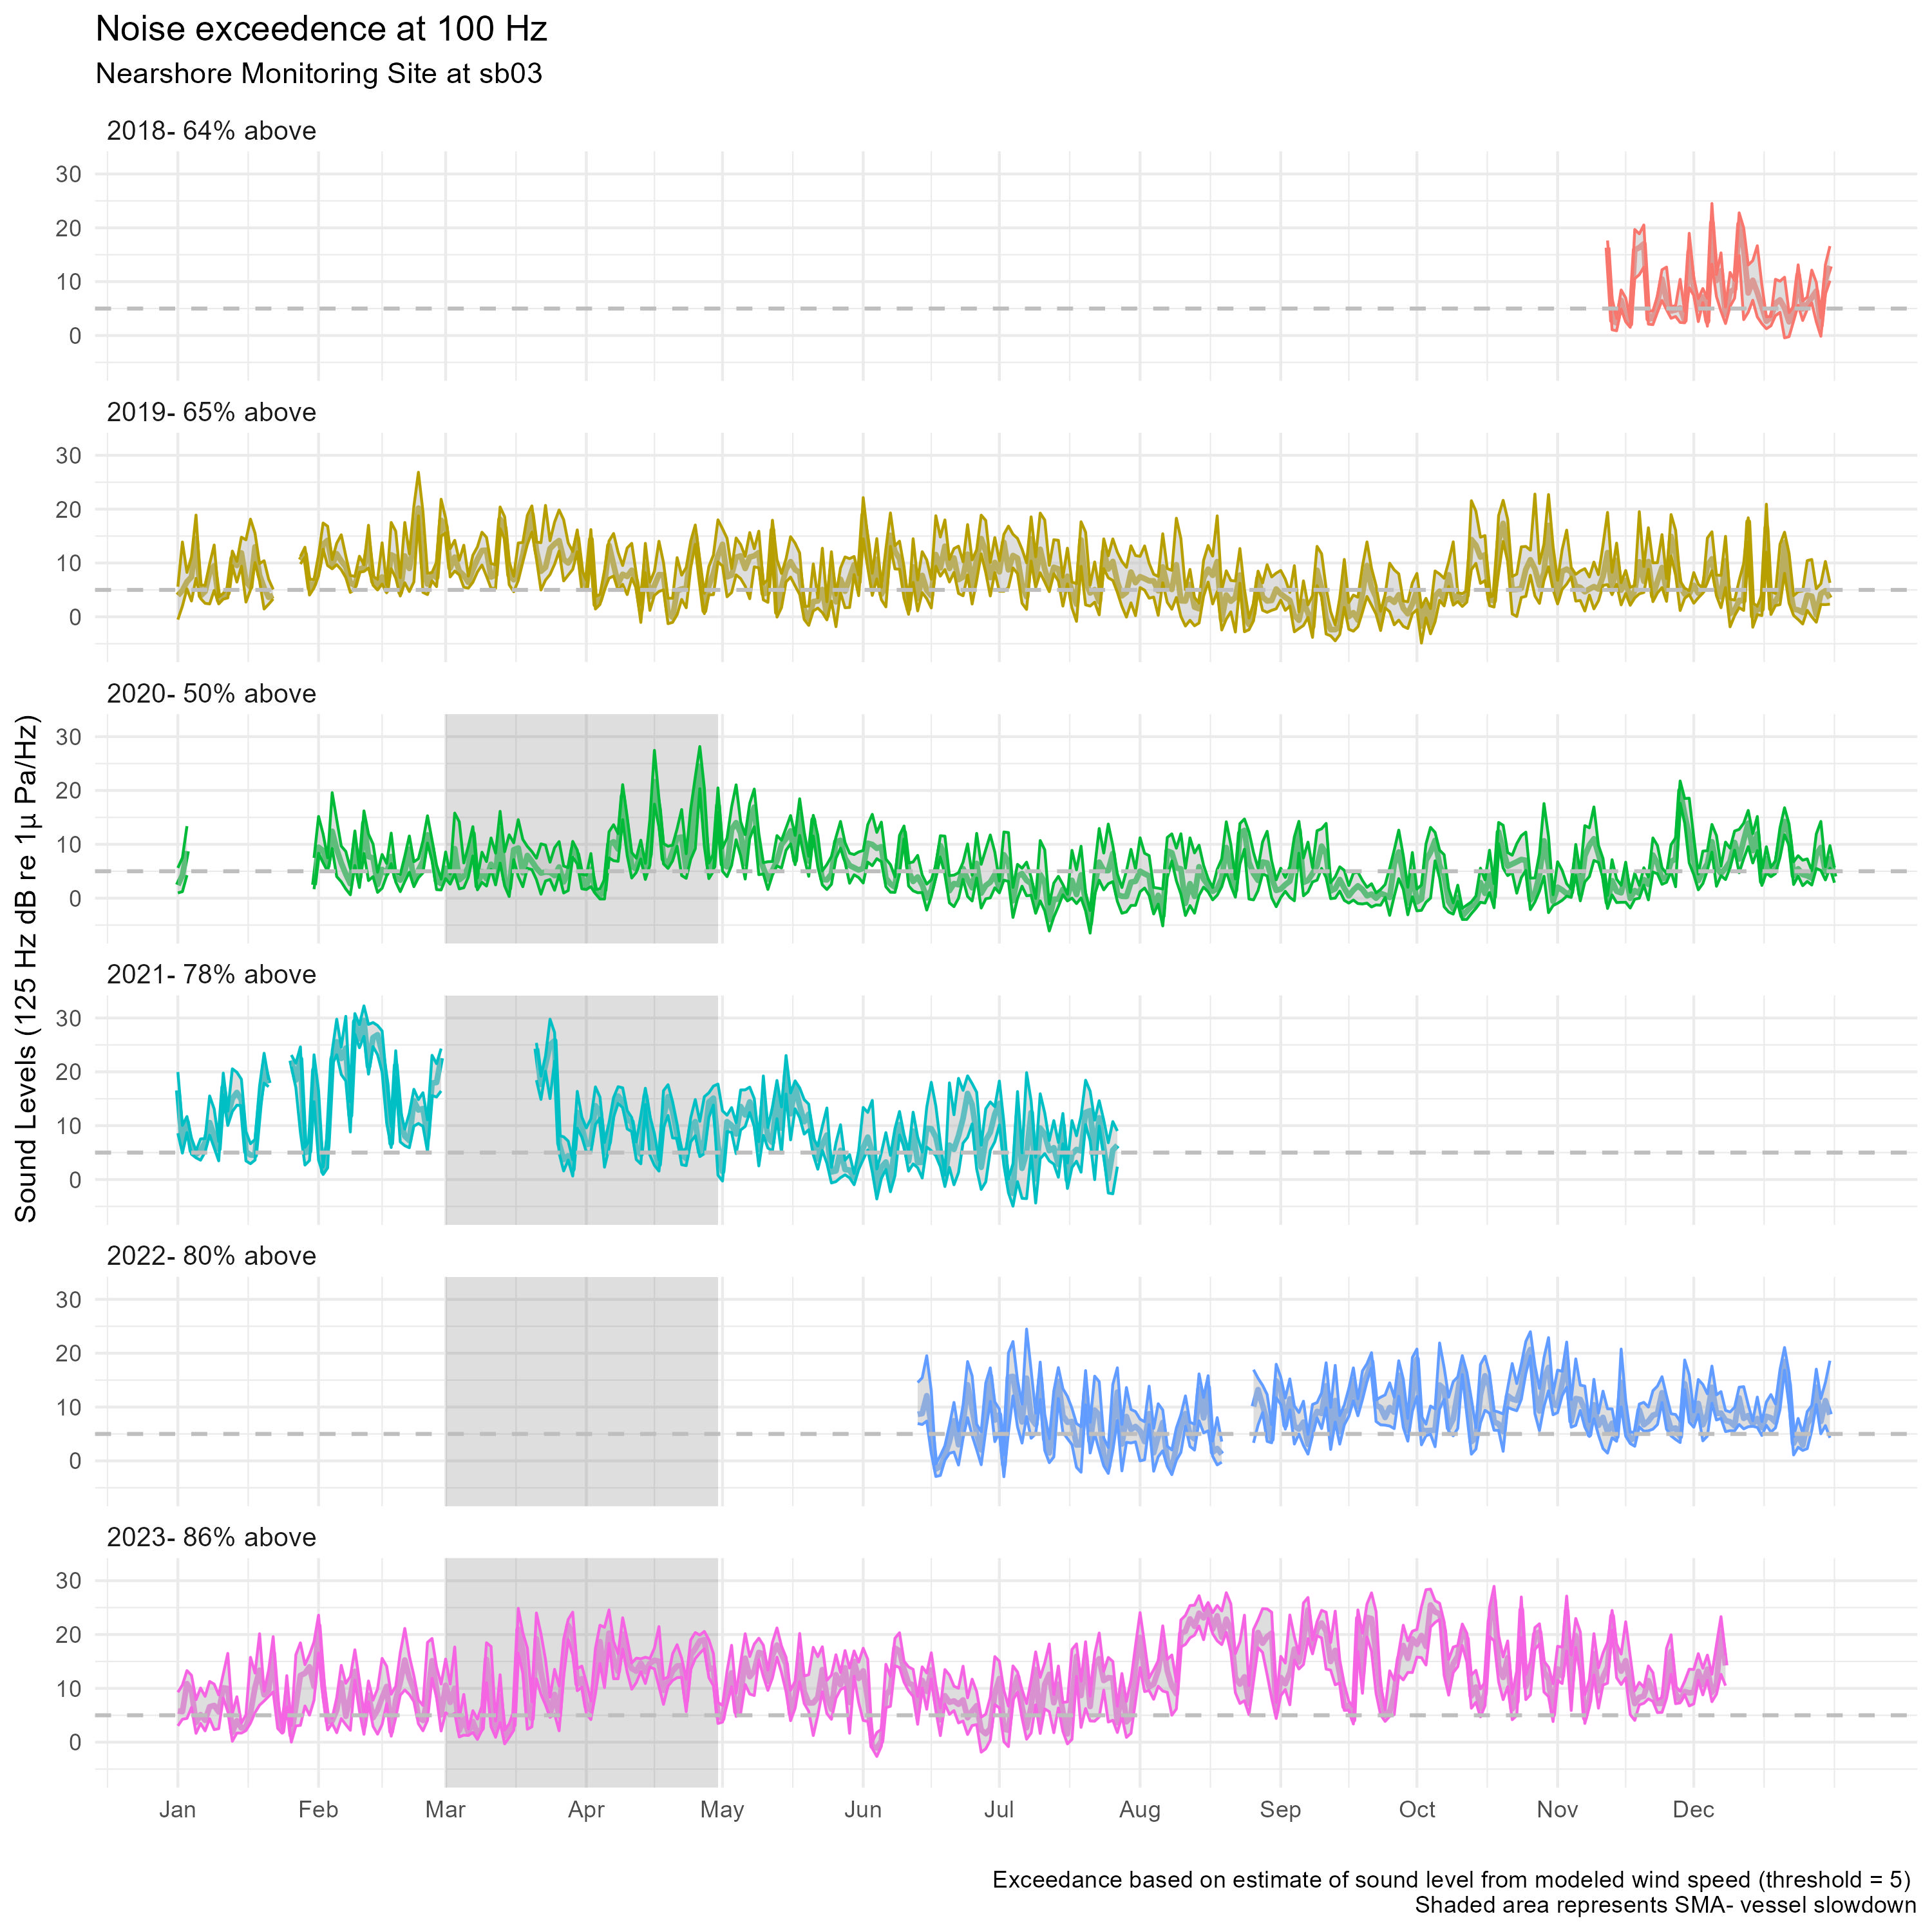 Noise exceedence at 100 Hz
Nearshore Monitoring Site at sb03
Sound Levels (125 Hz dB re 1µ Pa/Hz)
2018- 64% above
30
20
10
0
2019- 65% above
30
20
10
0
2020- 50% above
30
20
10
0
2021- 78% above
30
20
10
0
2022- 80% above
30
20
10
0
2023- 86% above
30
20
10
0
Jan Feb Mar Apr May Jun Jul Aug Sep Oct Nov Dec
Exceedance based on estimate of sound level from modeled wind speed (threshold = 5)
Shaded area represents SMA- vessel slowdown